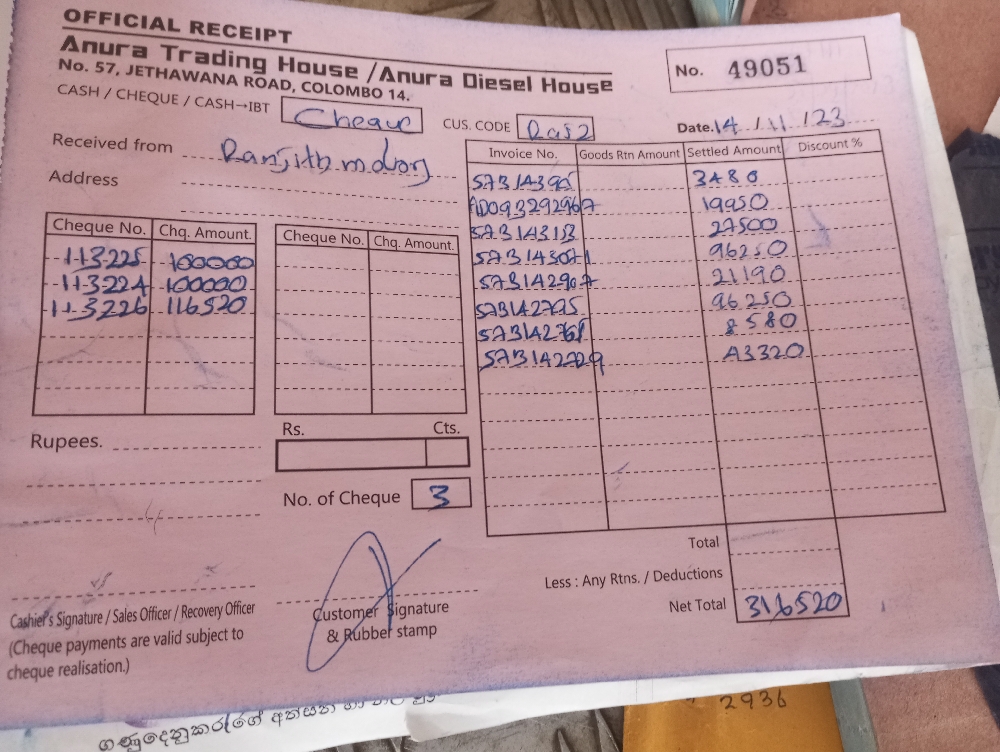 OFFICIAL RECEIPT
Anura Trading House / Anura Diesel House
No. 57, JETHAWANA ROAD, COLOMBO 14.
No. 49051
CASH / CHEQUE / CASH→IBT Cheque
CUS. CODE
Date. 14 / 11 / 23
Received from
Address
Invoice No. Goods Rtn Amount Settled Amount Discount %
3480
19950
SAB143153 27500
SAB143071 96250
SAB142907 21190
96250
8580
SAB142729 43320
Cheque No. Chq. Amount. Cheque No. Chq. Amount.
113225 100000
113224 100000
113226 116520
Rupees.
Rs. Cts.
No. of Cheque 3
Total
Less : Any Rtns. / Deductions
Net Total 316520
Cashier's Signature / Sales Officer / Recovery Officer
(Cheque payments are valid subject to
cheque realisation.)
Customer Signature
& Rubber stamp
2936